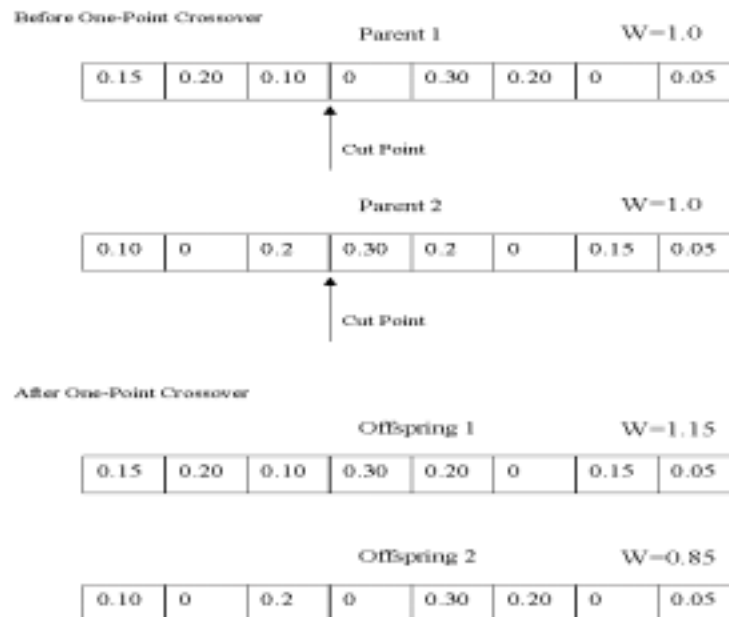 Before One-Point Crossover
Parent 1 W=1.0
0.15 0.20 0.10 0 0.30 0.20 0 0.05
Cut Point
Parent 2 W=1.0
0.10 0 0.2 0.30 0.2 0 0.15 0.05
Cut Point
After One-Point Crossover
Offspring 1 W=1.15
0.15 0.20 0.10 0.30 0.20 0 0.15 0.05
Offspring 2 W=0.85
0.10 0 0.2 0 0.30 0.20 0 0.05